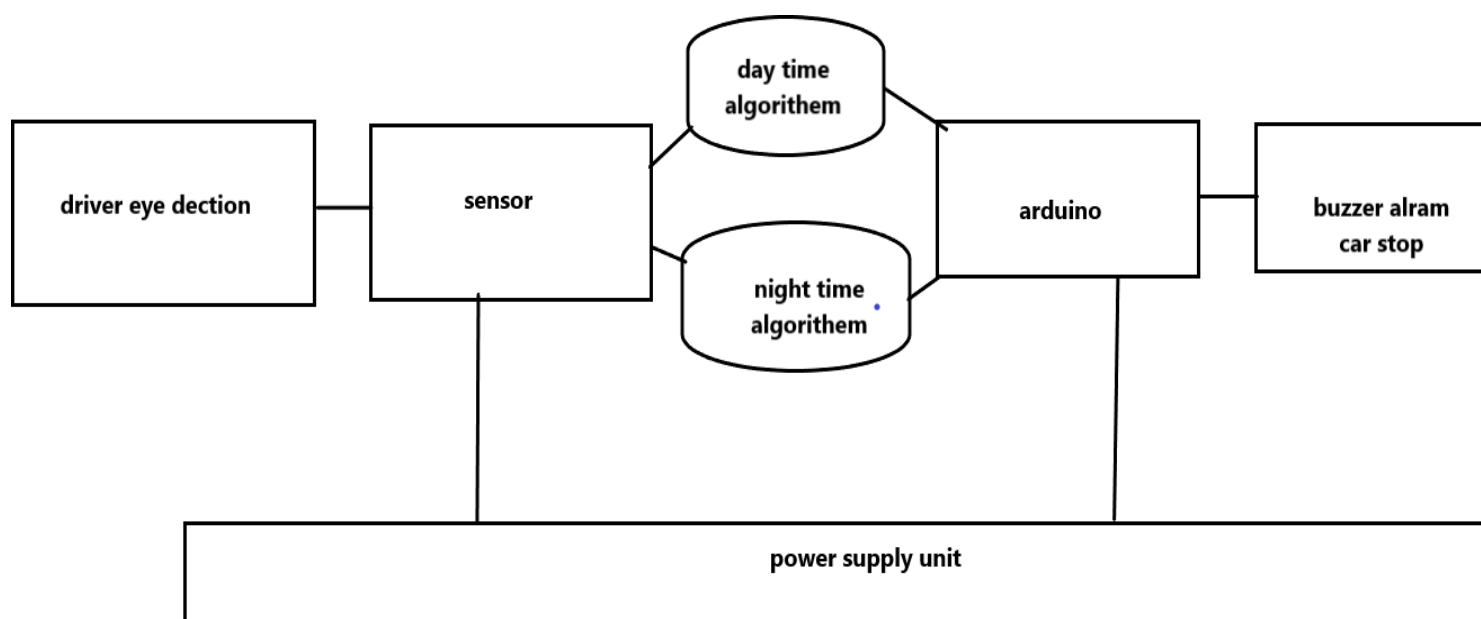 driver eye dection
sensor
day time
algorithem
night time
algorithem
arduino
buzzer alram
car stop
power supply unit